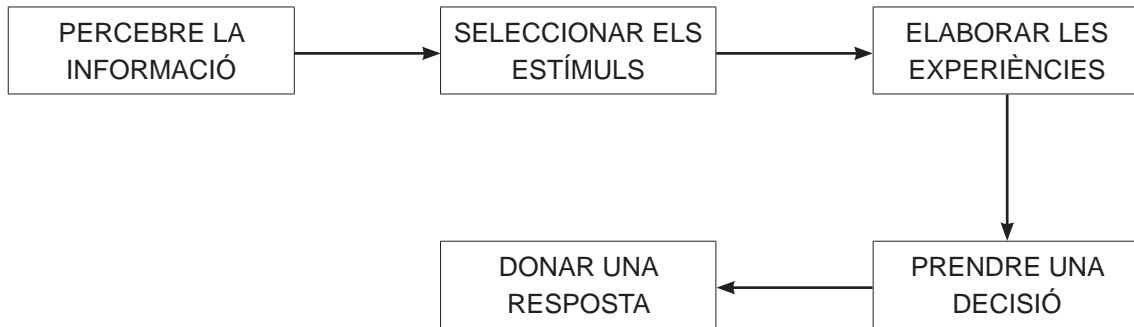 PERCEBRE LA
INFORMACIÓ
SELECCIONAR ELS
ESTÍMULS
ELABORAR LES
EXPERIÈNCIES
PRENDRE UNA
DECISIÓ
DONAR UNA
RESPOSTA